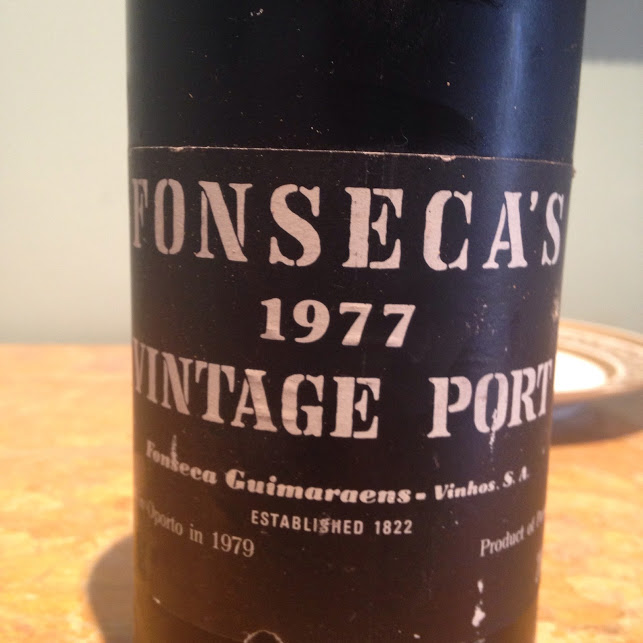 FONSECA'S
1977
VINTAGE PORT
Fonseca Guimaraens - Vinhos. S. A.
ESTABLISHED 1822
Oporto in 1979
Product of